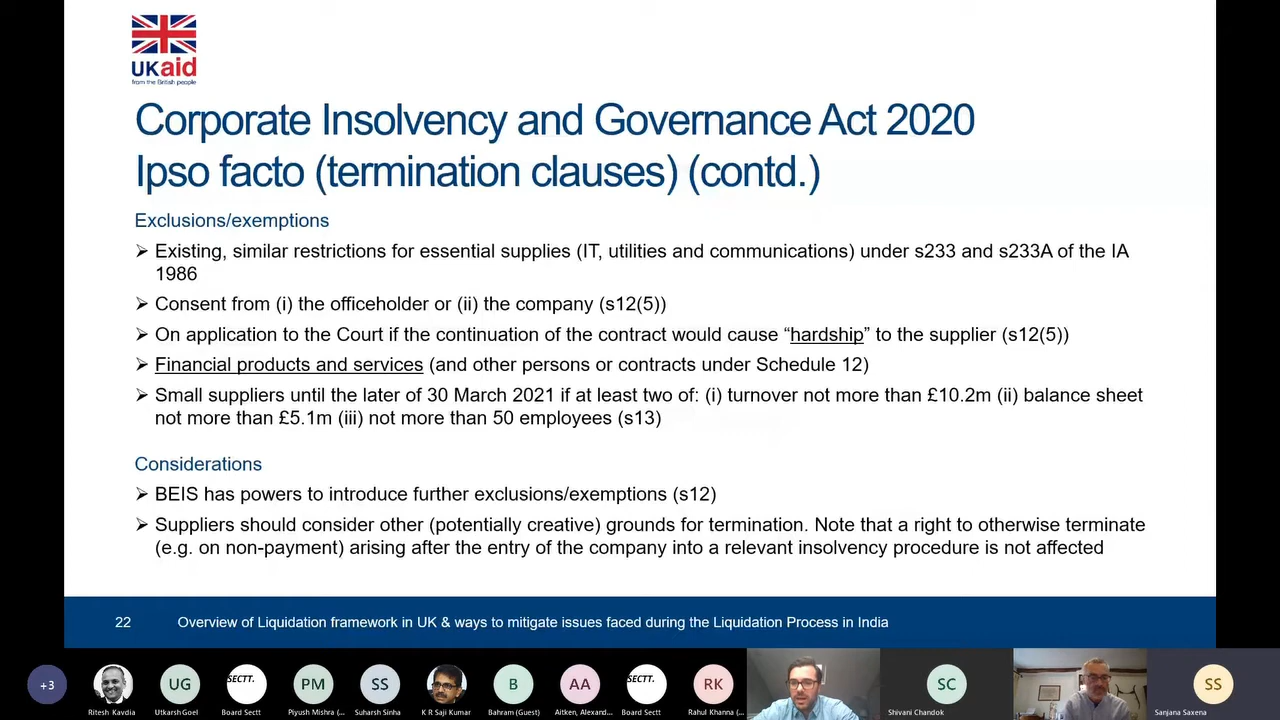 UKaid
from the British people
Corporate Insolvency and Governance Act 2020
Ipso facto (termination clauses) (contd.)
Exclusions/exemptions
➢ Existing, similar restrictions for essential supplies (IT, utilities and communications) under s233 and s233A of the IA
1986
➢ Consent from (i) the officeholder or (ii) the company (s12(5))
➢ On application to the Court if the continuation of the contract would cause “hardship” to the supplier (s12(5))
➢ Financial products and services (and other persons or contracts under Schedule 12)
➢ Small suppliers until the later of 30 March 2021 if at least two of: (i) turnover not more than £10.2m (ii) balance sheet
not more than £5.1m (iii) not more than 50 employees (s13)
Considerations
➢ BEIS has powers to introduce further exclusions/exemptions (s12)
➢ Suppliers should consider other (potentially creative) grounds for termination. Note that a right to otherwise terminate
(e.g. on non-payment) arising after the entry of the company into a relevant insolvency procedure is not affected
22 Overview of Liquidation framework in UK & ways to mitigate issues faced during the Liquidation Process in India
+3 UG SECTT. PM SS B AA SECTT. RK SC SS
Ritesh Kavdia Utkarsh Goel Board Sectt Piyush Mishra (... Suharsh Sinha K R Saji Kumar Bahram (Guest) Aitken, Alexand... Board Sectt Rahul Khanna (... Shivani Chandok Sanjana Saxena